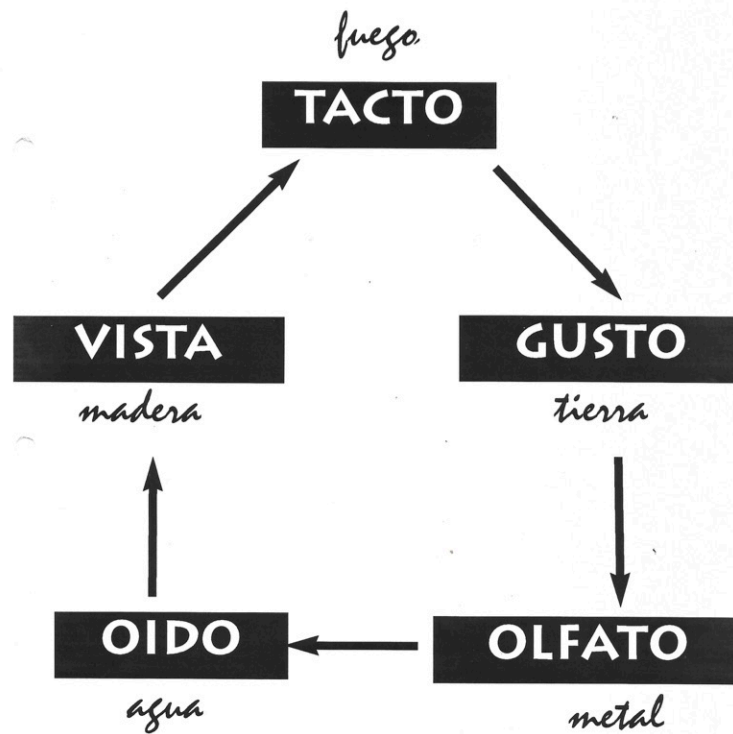 fuego
TACTO
VISTA
GUSTO
madera
tierra
OIDO
OLFATO
agua
metal